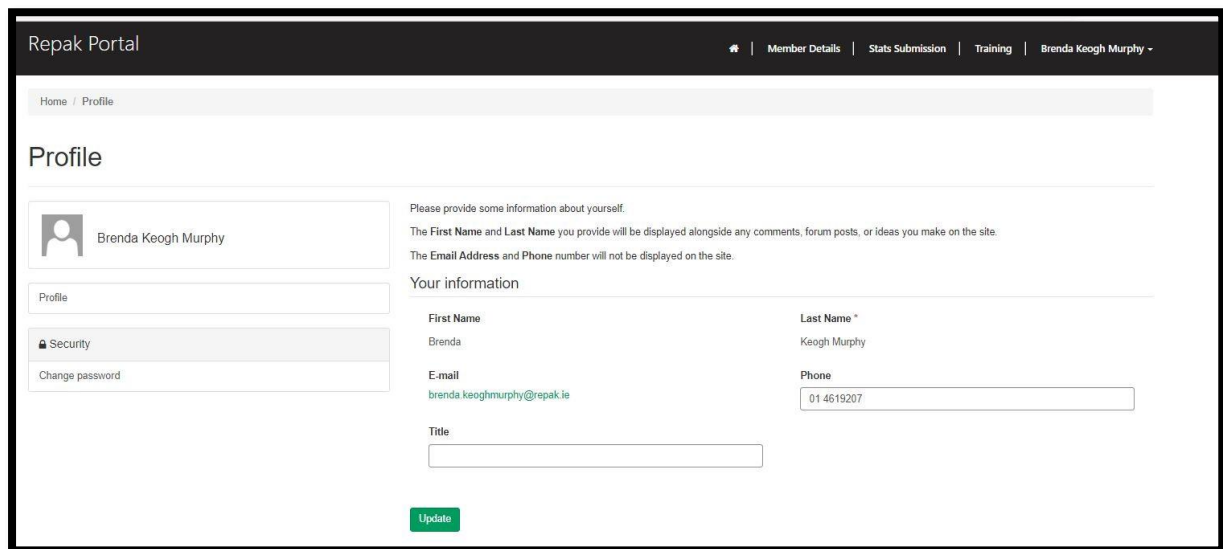 Repak Portal
Member Details | Stats Submission | Training | Brenda Keogh Murphy
Home / Profile
Profile
Brenda Keogh Murphy
Profile
Security
Change password
Please provide some information about yourself.
The First Name and Last Name you provide will be displayed alongside any comments, forum posts, or ideas you make on the site.
The Email Address and Phone number will not be displayed on the site.
Your information
First Name
Brenda
Last Name *
Keogh Murphy
E-mail
brenda.keoghmurphy@repak.ie
Phone
01 4619207
Title
Update